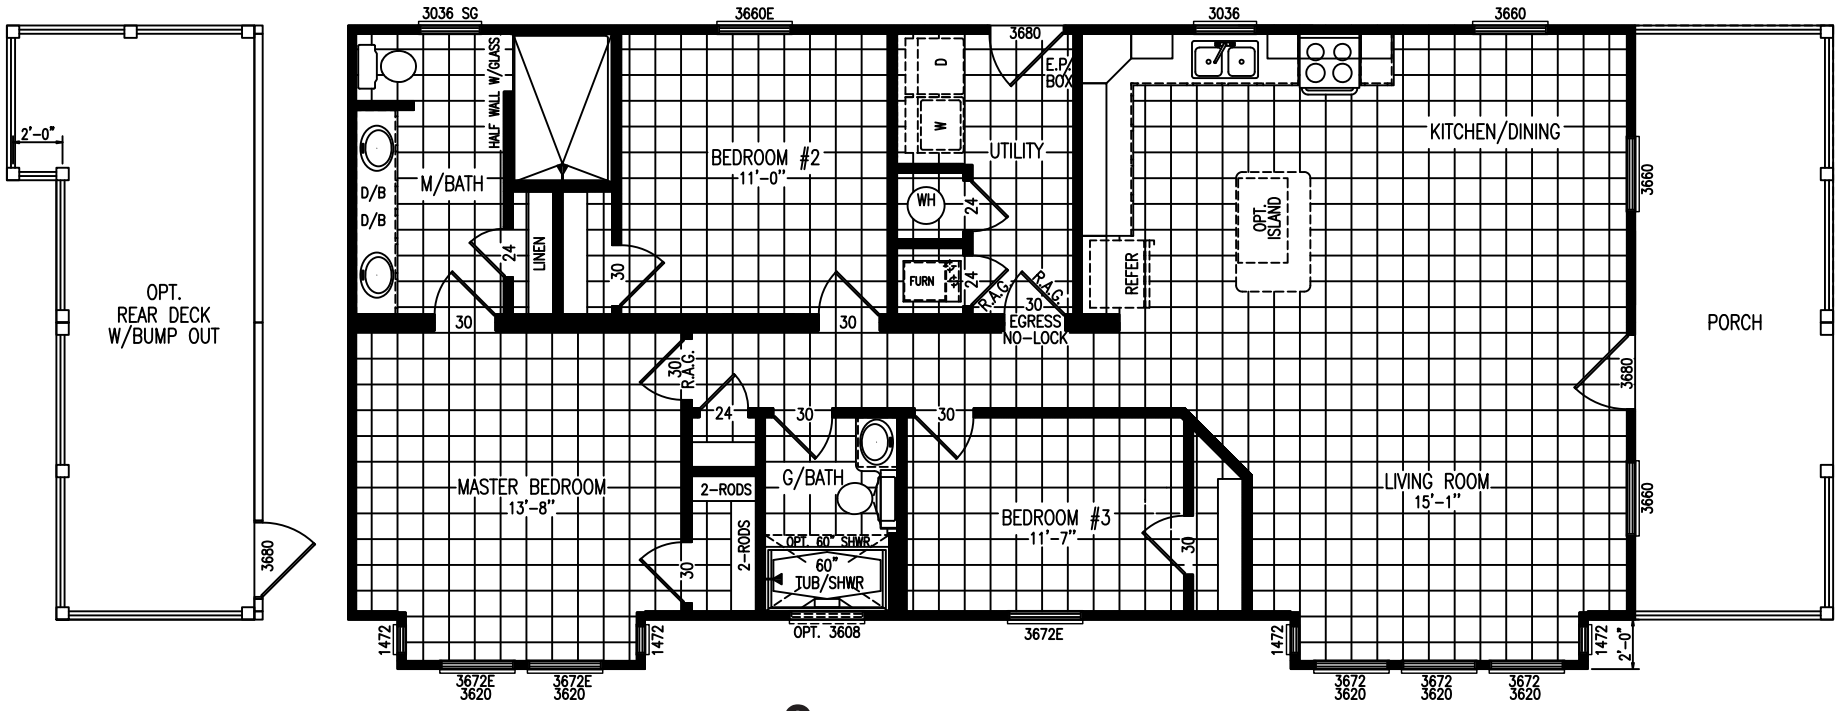 3036 SG
3660E
3680
3036
3660
HALF WALL W/GLASS
D
E.P.
BOX
W
2'-0"
KITCHEN/DINING
UTILITY
BEDROOM #2
11'-0"
3660
M/BATH
D/B
D/B
WH
24
OPT.
ISLAND
24
LINEN
30
FURN
24
R.A.G.
R.A.G.
REFER
OPT.
REAR DECK
W/BUMP OUT
30
30
30
EGRESS
NO-LOCK
PORCH
30
R.A.G.
3680
24
30
30
G/BATH
MASTER BEDROOM
13'-8"
2-RODS
LIVING ROOM
15'-1"
3660
BEDROOM #3
11'-7"
3680
2-RODS
30
30
OPT. 60" SHWR
60"
TUB/SHWR
1472
1472
OPT. 3608
3672E
1472
1472
2'-0"
3672E
3620
3672E
3620
3672
3620
3672
3620
3672
3620